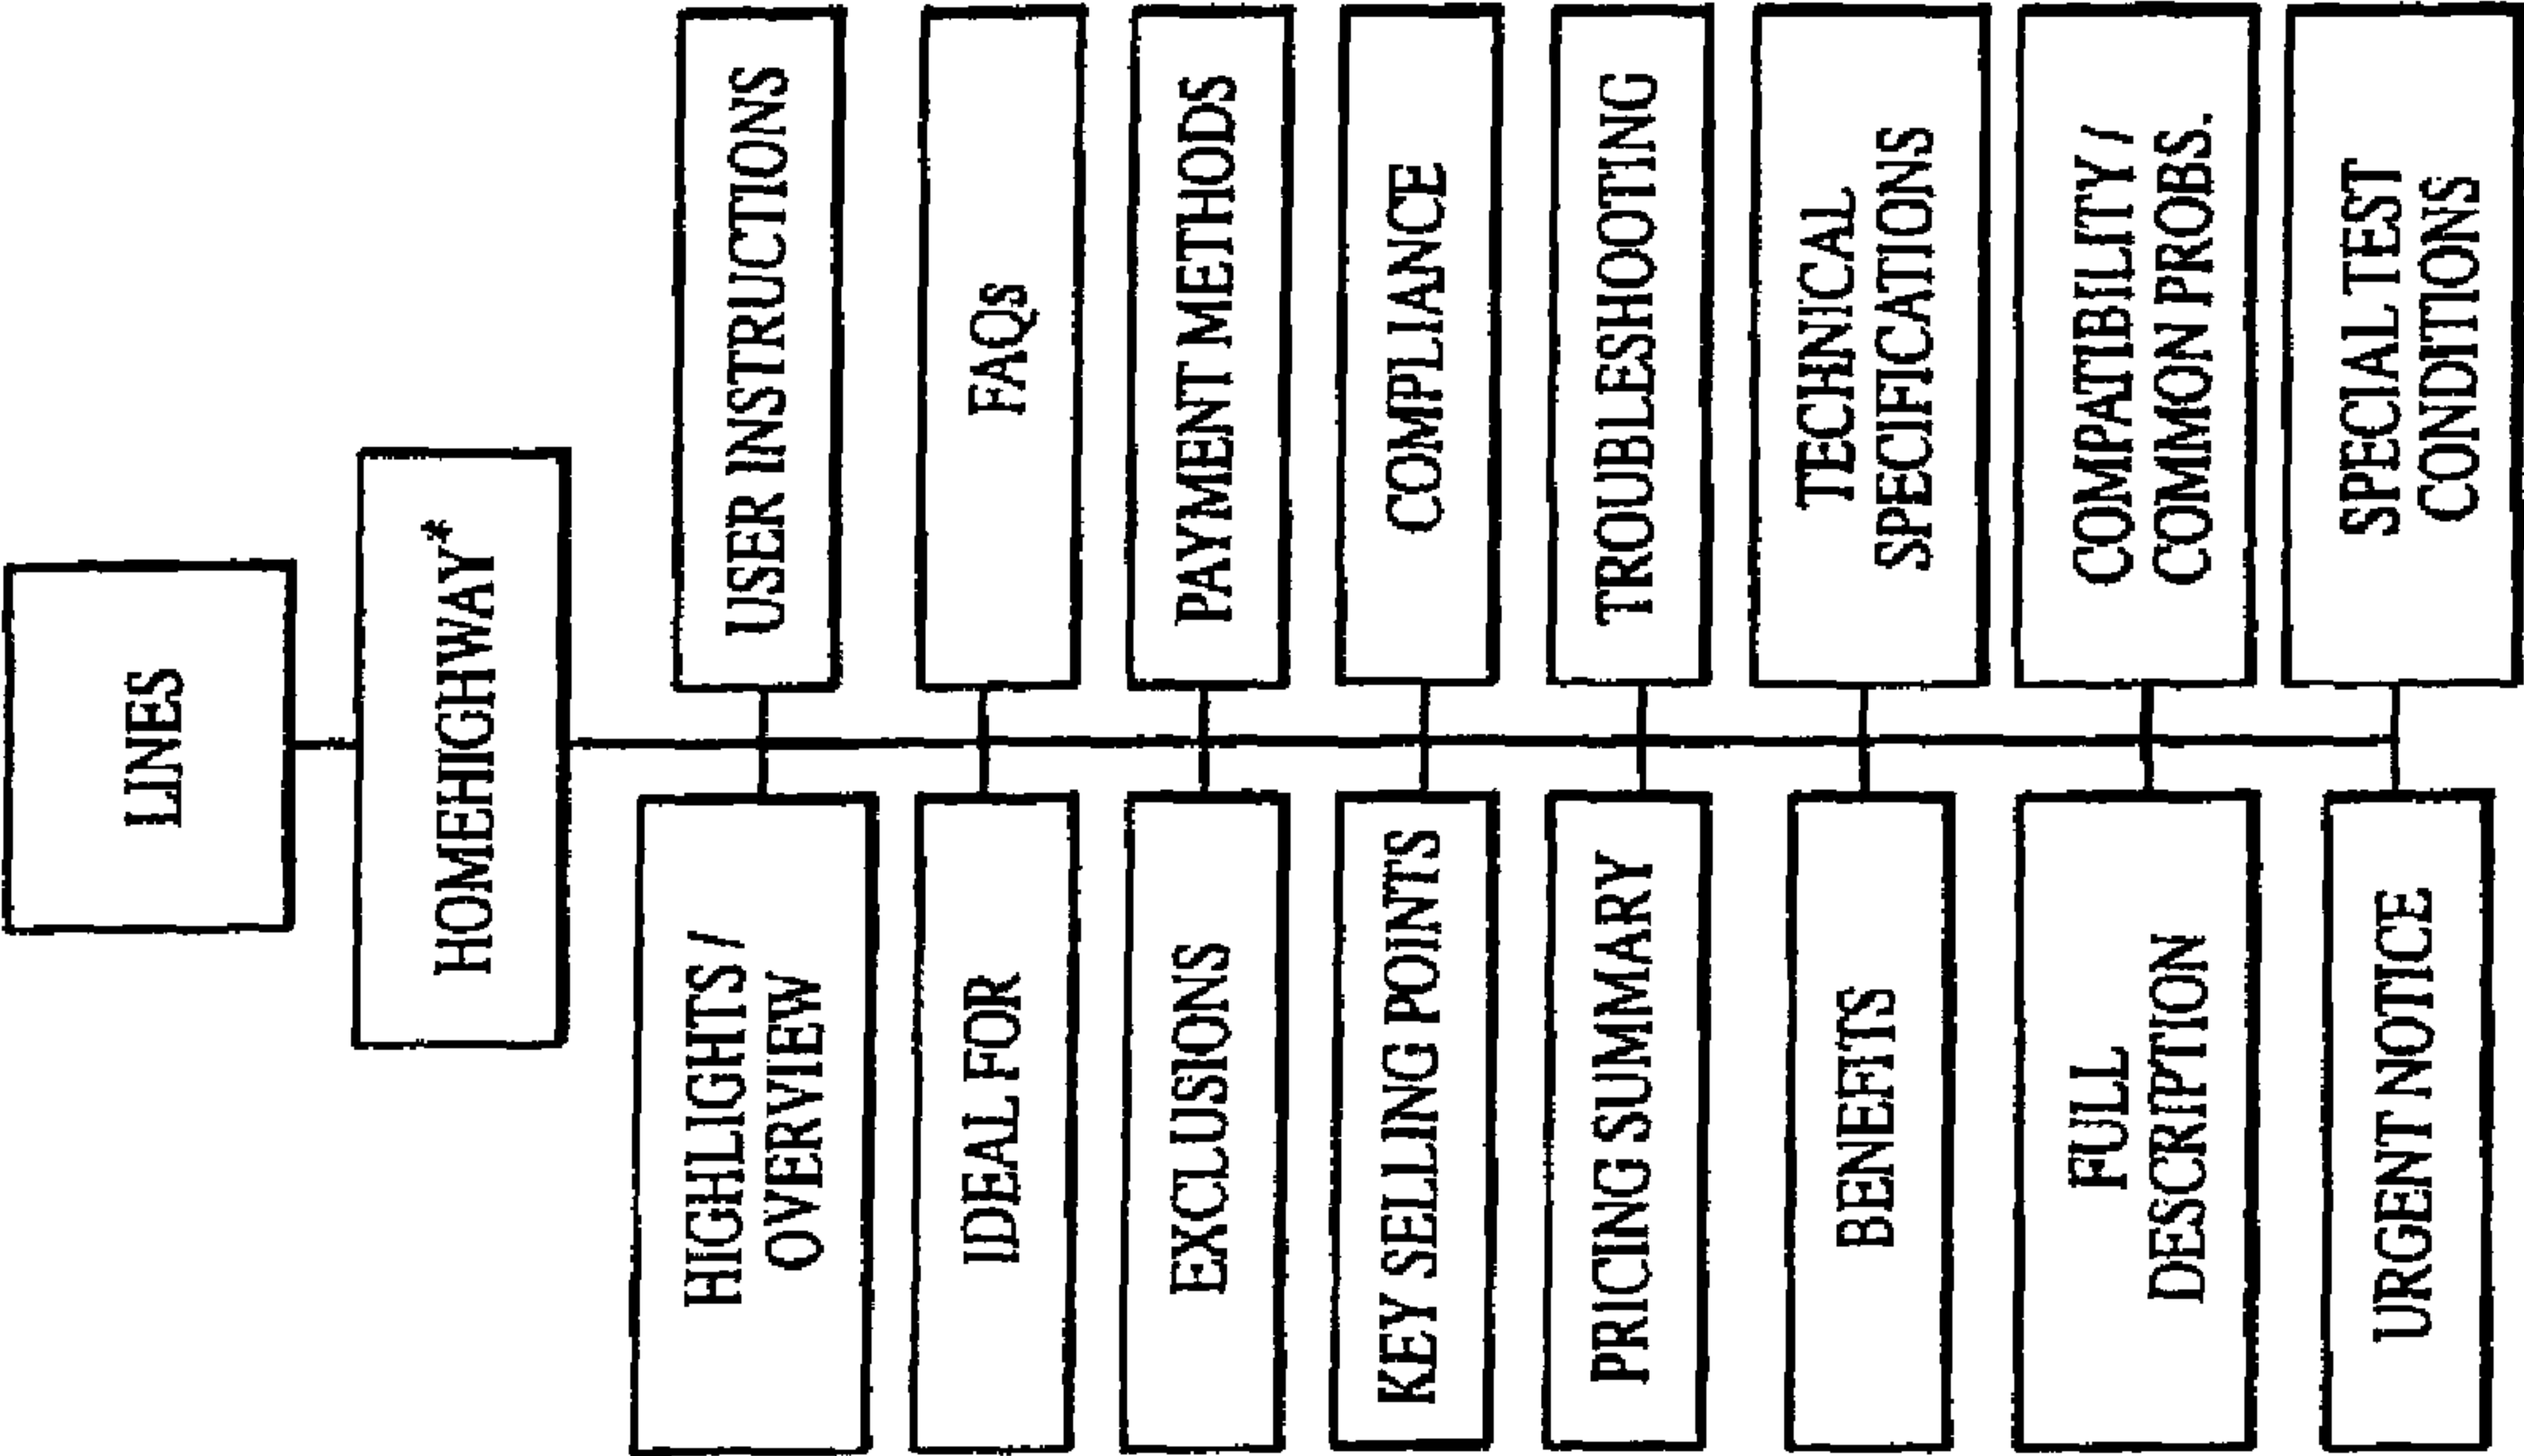 LINES
HOMEHIGHWAY*
HIGHLIGHTS /
OVERVIEW
USER INSTRUCTIONS
IDEAL FOR
FAQs
EXCLUSIONS
PAYMENT METHODS
KEY SELLING POINTS
COMPLIANCE
PRICING SUMMARY
TROUBLESHOOTING
BENEFITS
TECHNICAL
SPECIFICATIONS
FULL
DESCRIPTION
COMPATIBILITY /
COMMON PROBS.
URGENT NOTICE
SPECIAL TEST
CONDITIONS